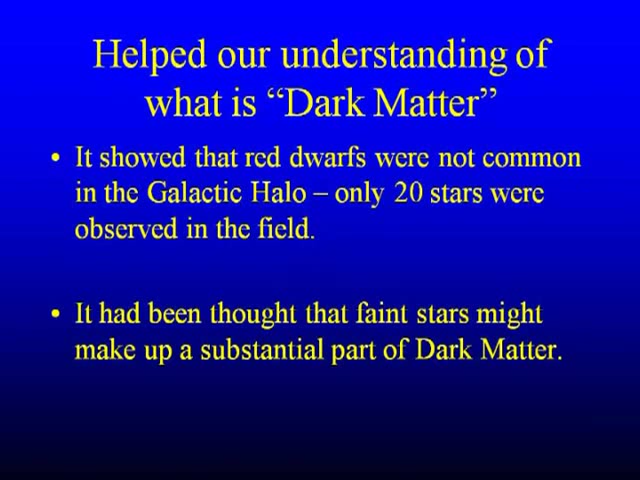 Helped our understanding of
what is “Dark Matter”
• It showed that red dwarfs were not common
in the Galactic Halo – only 20 stars were
observed in the field.
• It had been thought that faint stars might
make up a substantial part of Dark Matter.